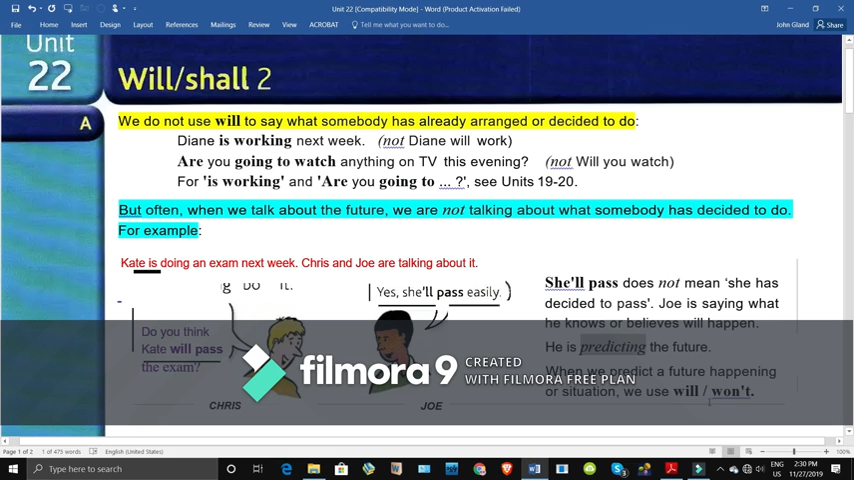 Unit 22 [Compatibility Mode] - Word (Product Activation Failed)
File Home Insert Design Layout References Mailings Review View ACROBAT Tell me what you want to do... John Gland Share
Unit
22
Will/shall 2
A
We do not use will to say what somebody has already arranged or decided to do:
Diane is working next week. (not Diane will work)
Are you going to watch anything on TV this evening? (not Will you watch)
For 'is working' and 'Are you going to ... ?', see Units 19-20.
But often, when we talk about the future, we are not talking about what somebody has decided to do.
For example:
Kate is doing an exam next week. Chris and Joe are talking about it.
Yes, she'll pass easily.
Do you think
Kate will pass
the exam?
CHRIS
JOE
She'll pass does not mean 'she has
decided to pass'. Joe is saying what
he knows or believes will happen.
He is predicting the future.
When we predict a future happening
or situation, we use will / won't.
filmora 9 CREATED
WITH FILMORA FREE PLAN
Page 1 of 2 1 of 475 words English (United States) 100%
Type here to search
ENG 2:30 PM
US 11/27/2019